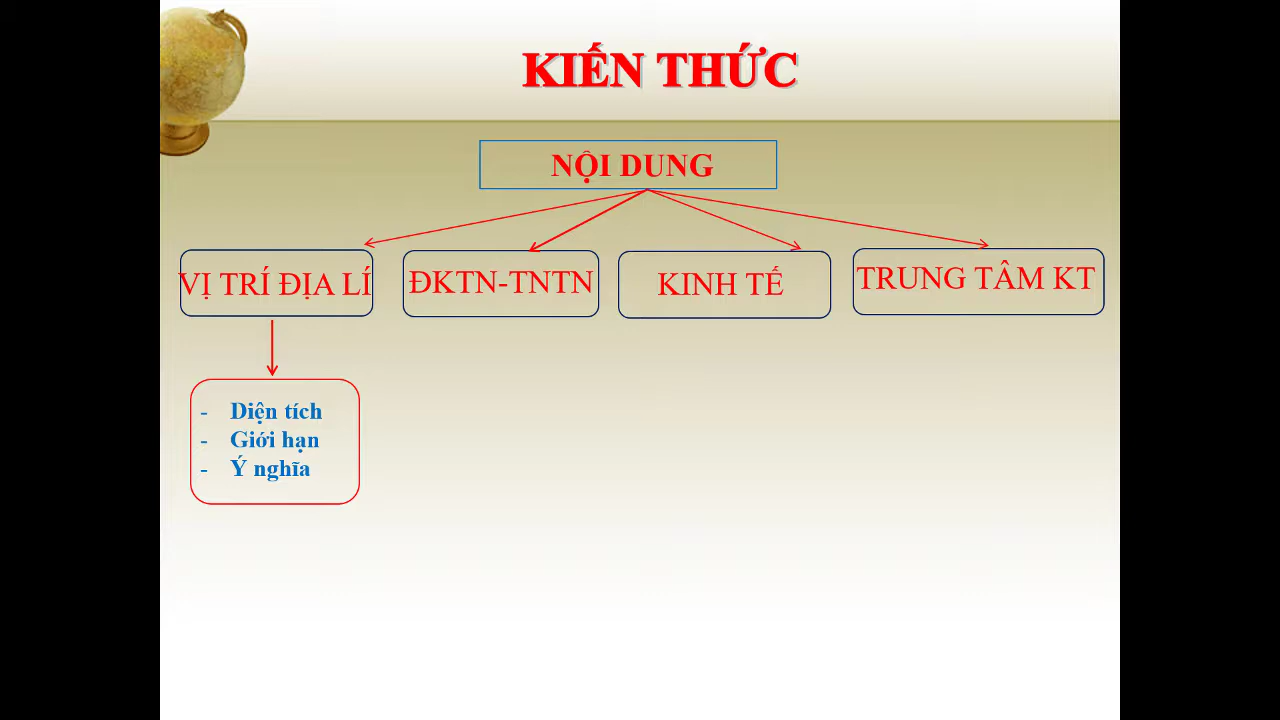 KIẾN THỨC
NỘI DUNG
VỊ TRÍ ĐỊA LÍ
ĐKTN-TNTN
KINH TẾ
TRUNG TÂM KT
- Diện tích
- Giới hạn
- Ý nghĩa